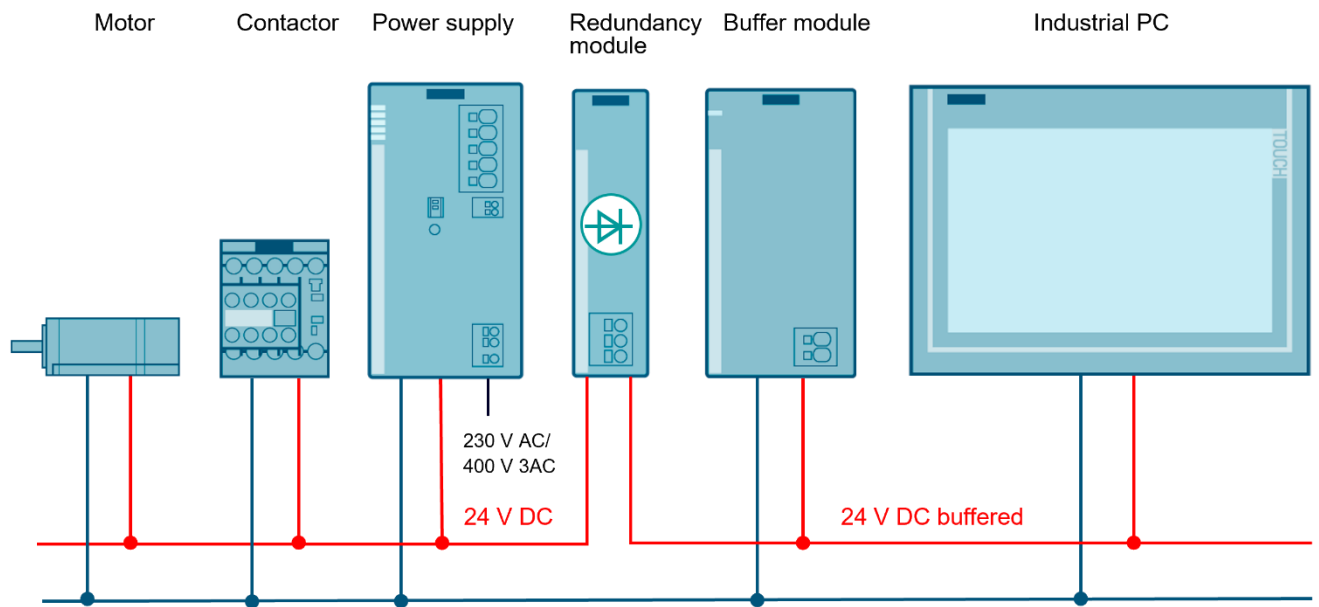 Motor
Contactor
Power supply
Redundancy
module
Buffer module
Industrial PC
TOUCH
230 V AC/
400 V 3AC
24 V DC
24 V DC buffered